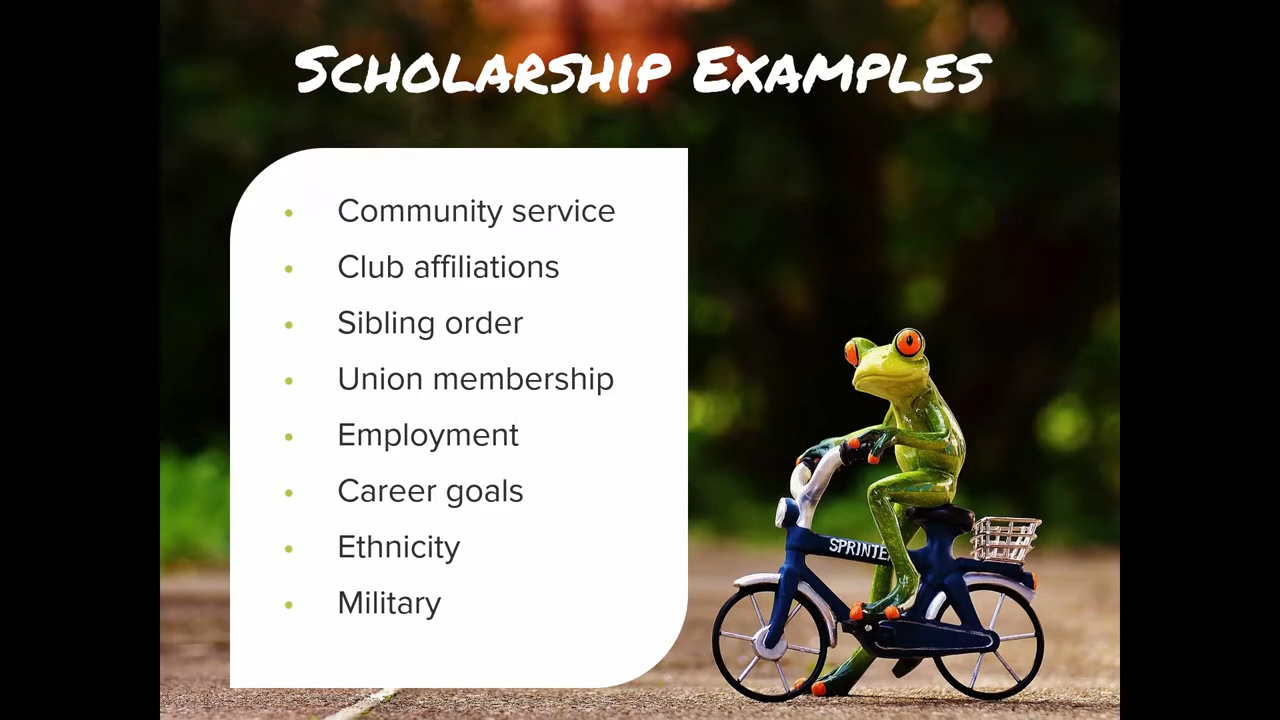 Scholarship Examples
• Community service
• Club affiliations
• Sibling order
• Union membership
• Employment
• Career goals
• Ethnicity
• Military
SPRINTE